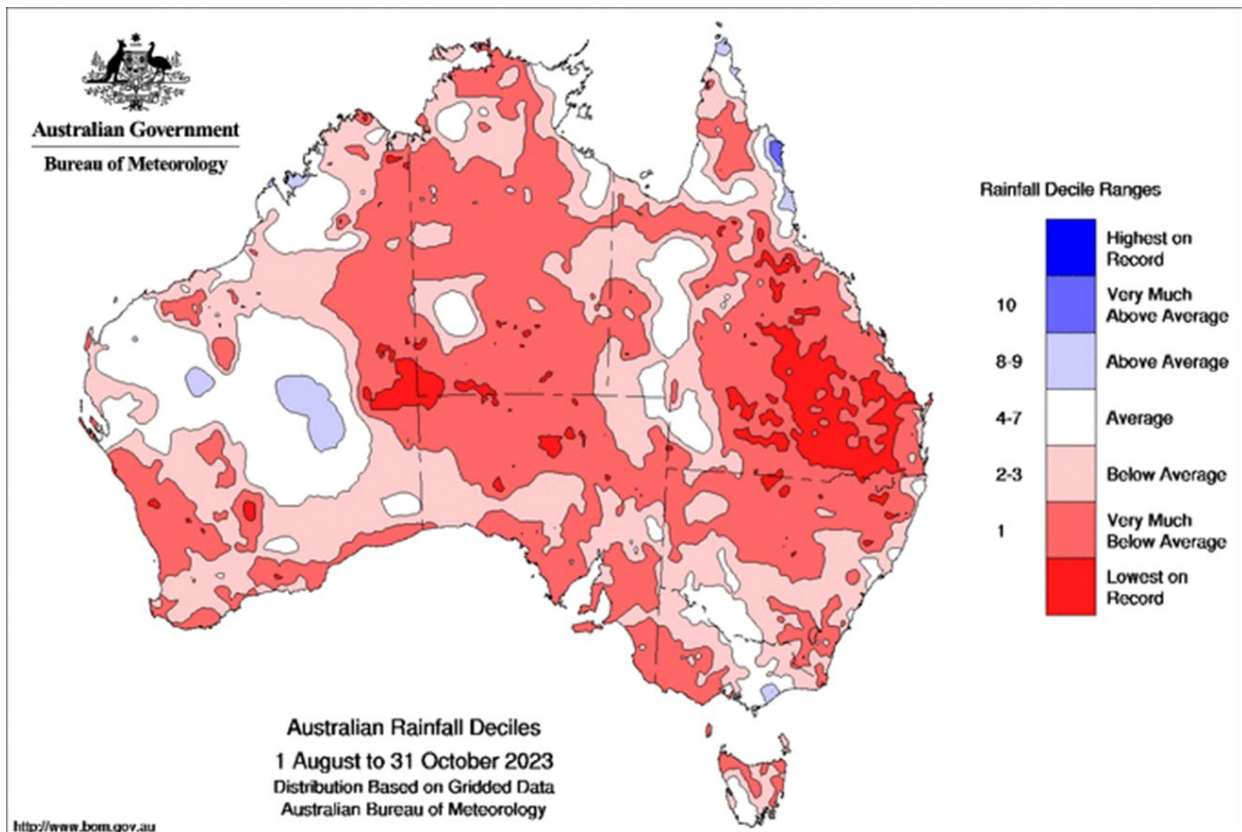 Australian Government
Bureau of Meteorology
Rainfall Decile Ranges
Highest on
Record
10
Very Much
Above Average
8-9
Above Average
4-7
Average
2-3
Below Average
1
Very Much
Below Average
Lowest on
Record
Australian Rainfall Deciles
1 August to 31 October 2023
Distribution Based on Gridded Data
Australian Bureau of Meteorology
http://www.bom.gov.au